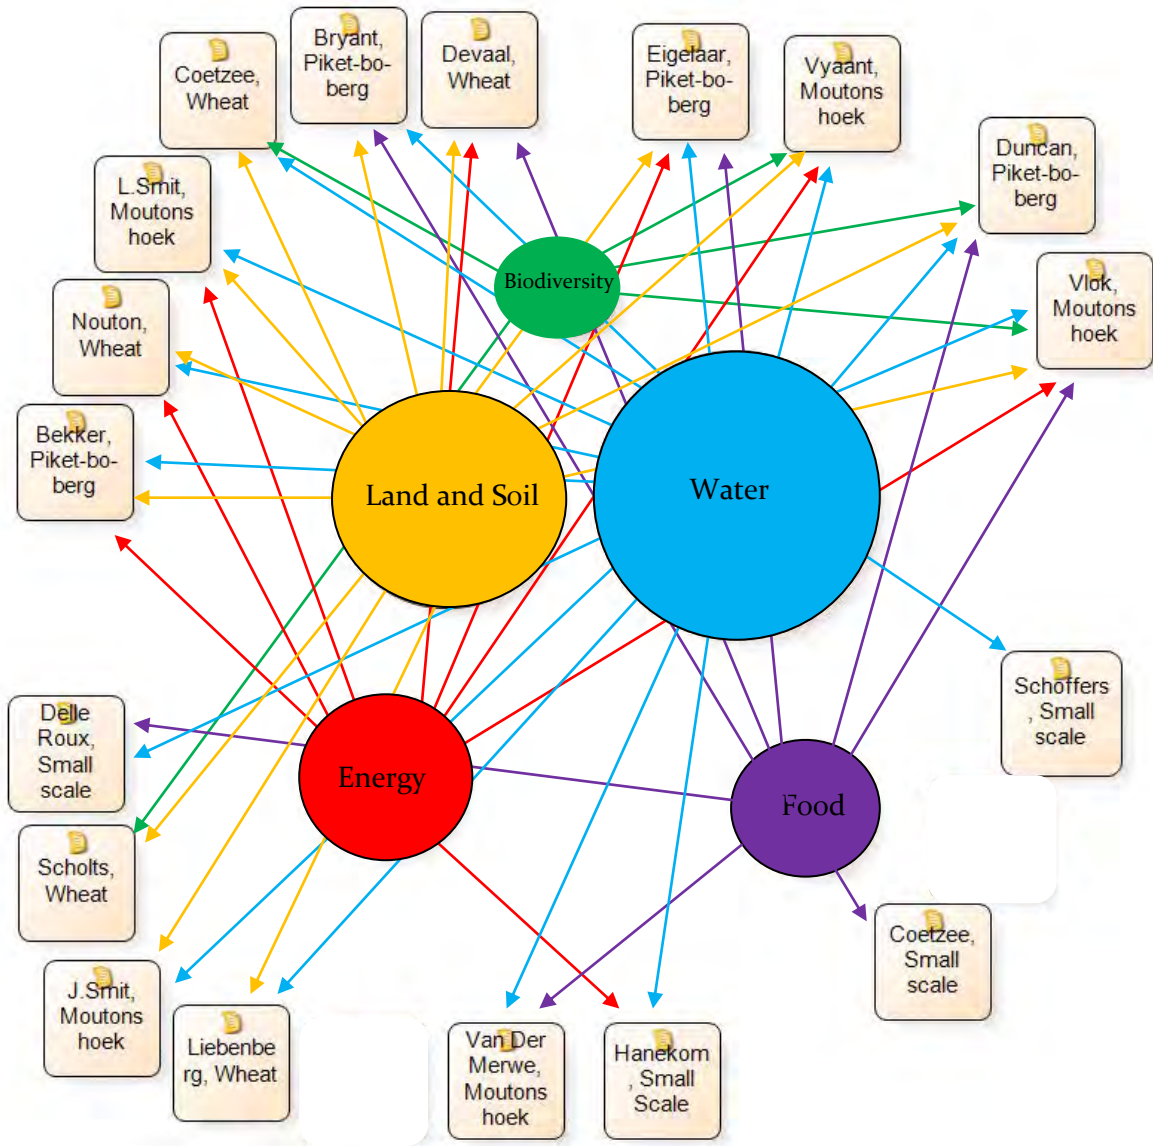 Coetzee,
Wheat
Bryant,
Piket-bo-
berg
Devaal,
Wheat
Eigelaar,
Piket-bo-
berg
Vyaant,
Moutons
hoek
Duncan,
Piket-bo-
berg
L.Smit,
Moutons
hoek
Vlok,
Moutons
hoek
Nouton,
Wheat
Bekker,
Piket-bo-
berg
Biodiversity
Land and Soil
Water
Energy
Food
Schoffers
, Small
scale
Delle
Roux,
Small
scale
Scholts,
Wheat
Coetzee,
Small
scale
J.Smit,
Moutons
hoek
Liebenbe
rg, Wheat
Van Der
Merwe,
Moutons
hoek
Hanekom
, Small
Scale